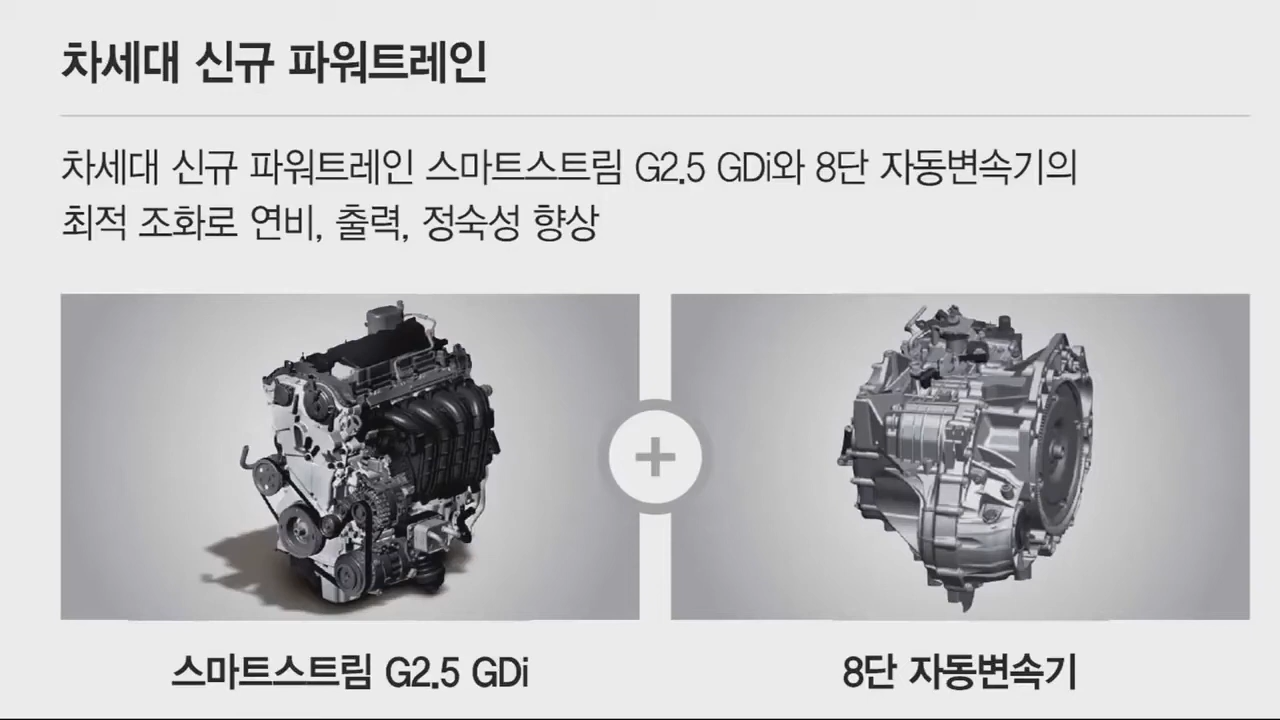 차세대 신규 파워트레인
차세대 신규 파워트레인 스마트스트림 G2.5 GDi와 8단 자동변속기의
최적 조화로 연비, 출력, 정숙성 향상
스마트스트림 G2.5 GDi
8단 자동변속기